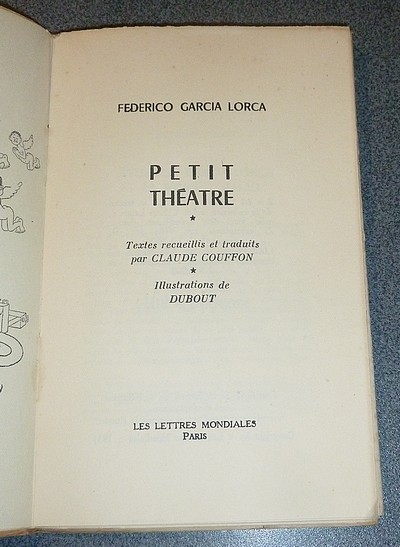 FEDERICO GARCIA LORCA
PETIT
THÉATRE
*
Textes recueillis et traduits
par CLAUDE COUFFON
*
Illustrations de
DUBOUT
LES LETTRES MONDIALES
PARIS